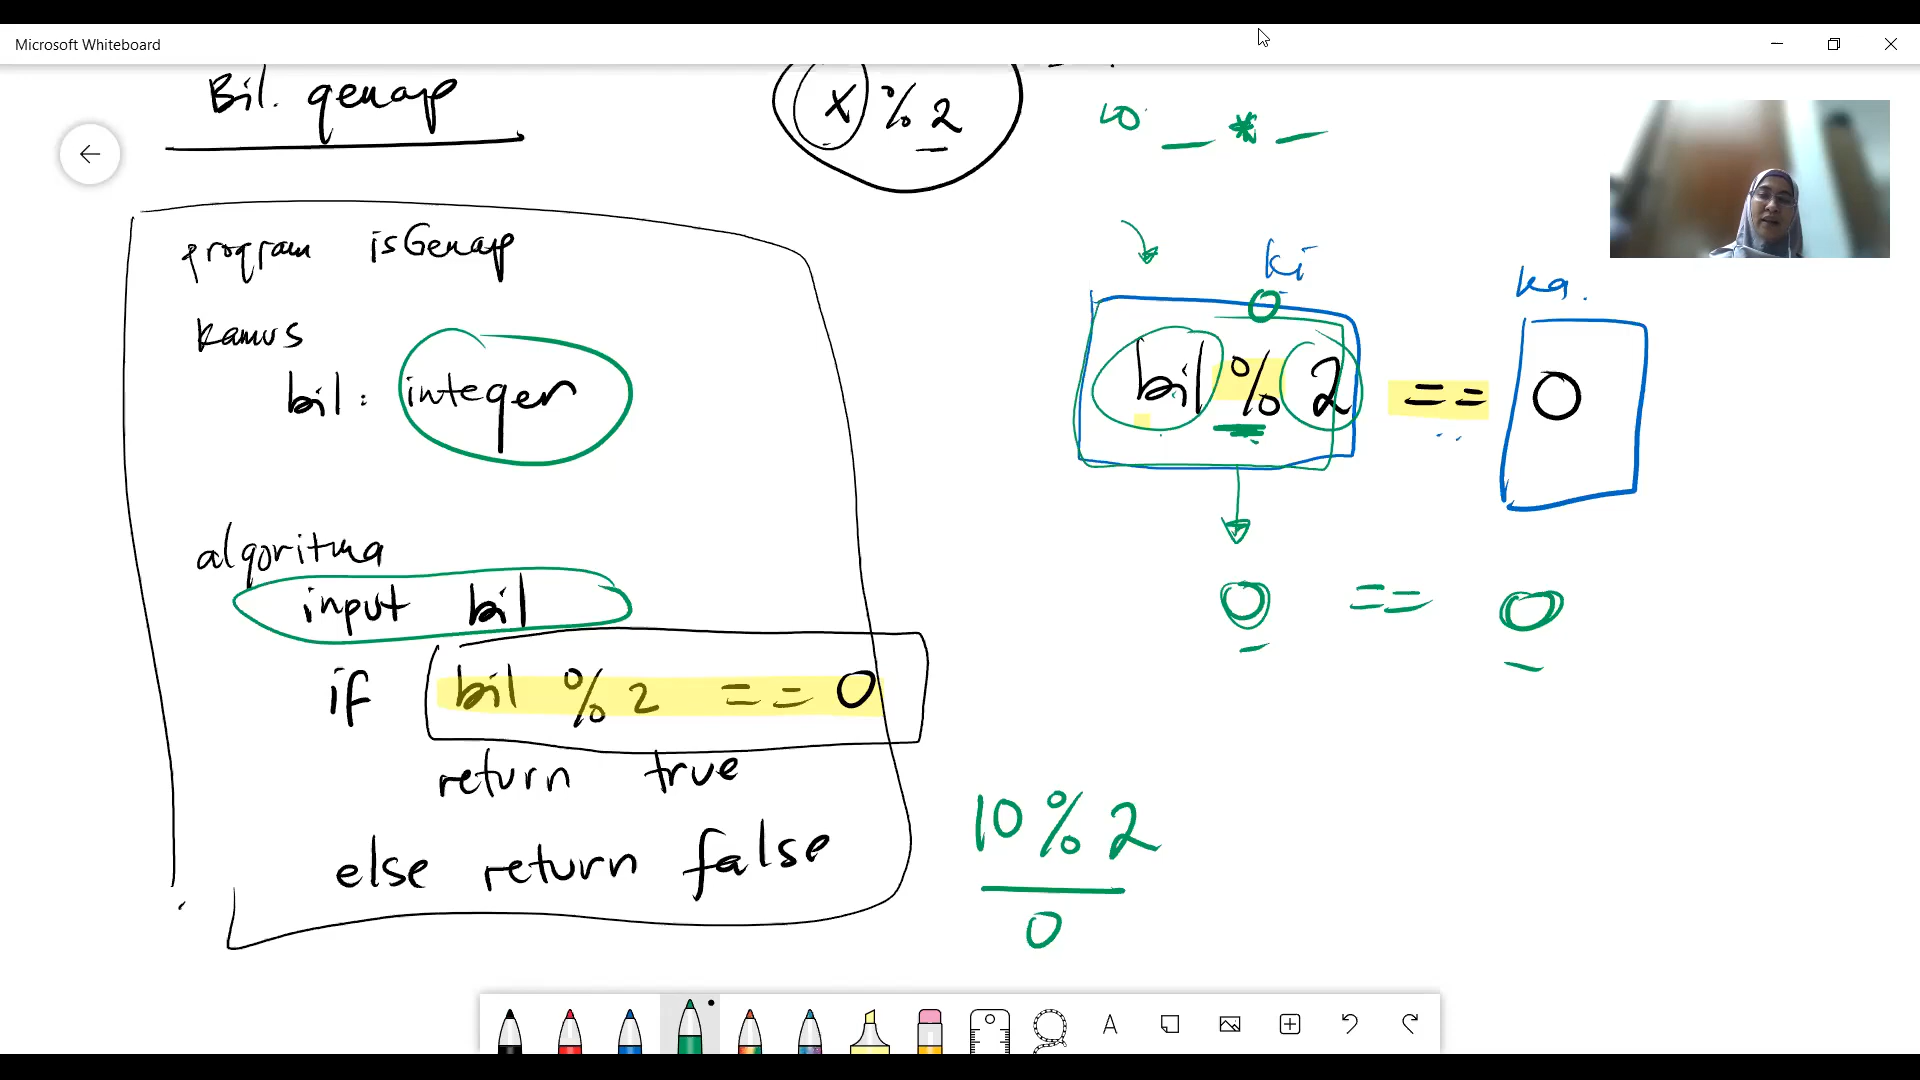 Microsoft Whiteboard
Bil. genap
x % 2
*
program isGenap
kamus
bil : integer
algoritma
input bil
if bil % 2 == 0
return true
else return false
ki
ka.
0
bil % 2 == 0
0 == 0
10 % 2
0